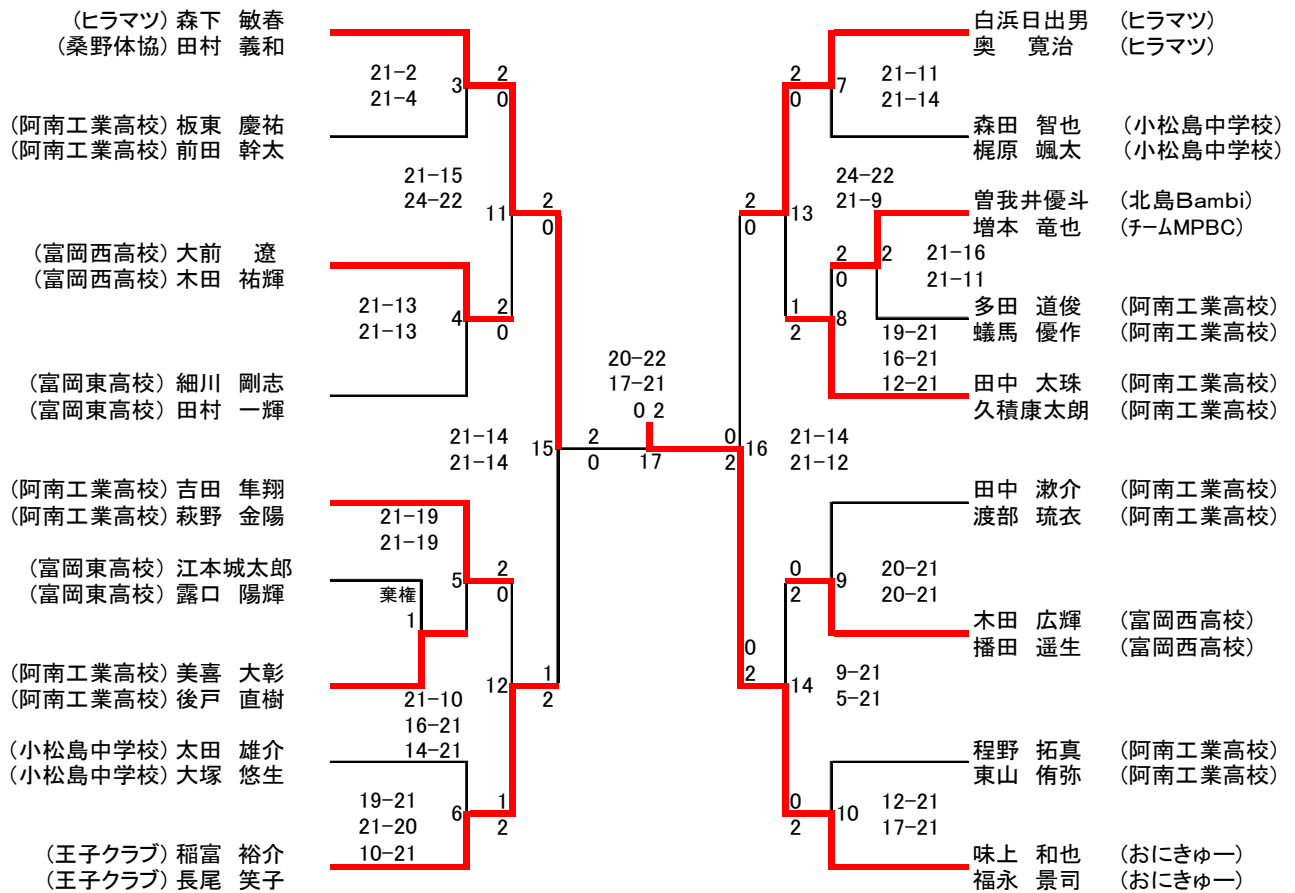 (ヒラマツ) 森下 敏春
(桑野体協) 田村 義和
21-2
21-4
3
2
0
(阿南工業高校) 板東 慶祐
(阿南工業高校) 前田 幹太
21-15
24-22
11
2
0
(富岡西高校) 大前 遼
(富岡西高校) 木田 祐輝
21-13
21-13
4
2
0
(富岡東高校) 細川 剛志
(富岡東高校) 田村 一輝
21-14
21-14
15
2
0
(阿南工業高校) 吉田 隼翔
(阿南工業高校) 萩野 金陽
21-19
21-19
5
2
0
(富岡東高校) 江本城太郎
(富岡東高校) 露口 陽輝
棄権
1
(阿南工業高校) 美喜 大彰
(阿南工業高校) 後戸 直樹
12
1
2
21-10
16-21
14-21
(小松島中学校) 太田 雄介
(小松島中学校) 大塚 悠生
19-21
21-20
10-21
6
1
2
(王子クラブ) 稲富 裕介
(王子クラブ) 長尾 笑子
20-22
17-21
0 2
17
白浜日出男 (ヒラマツ)
奥 寛治 (ヒラマツ)
2
0
7
21-11
21-14
森田 智也 (小松島中学校)
梶原 颯太 (小松島中学校)
24-22
21-9
2
0
13
曽我井優斗 (北島Bambi)
増本 竜也 (チームMPBC)
2
0
2
21-16
21-11
多田 道俊 (阿南工業高校)
蟻馬 優作 (阿南工業高校)
1
2
8
19-21
16-21
12-21
田中 太珠 (阿南工業高校)
久積康太朗 (阿南工業高校)
0
2
16
21-14
21-12
田中 漱介 (阿南工業高校)
渡部 琉衣 (阿南工業高校)
0
2
9
20-21
20-21
木田 広輝 (富岡西高校)
播田 遥生 (富岡西高校)
0
2
14
9-21
5-21
程野 拓真 (阿南工業高校)
東山 侑弥 (阿南工業高校)
0
2
10
12-21
17-21
味上 和也 (おにきゅー)
福永 景司 (おにきゅー)